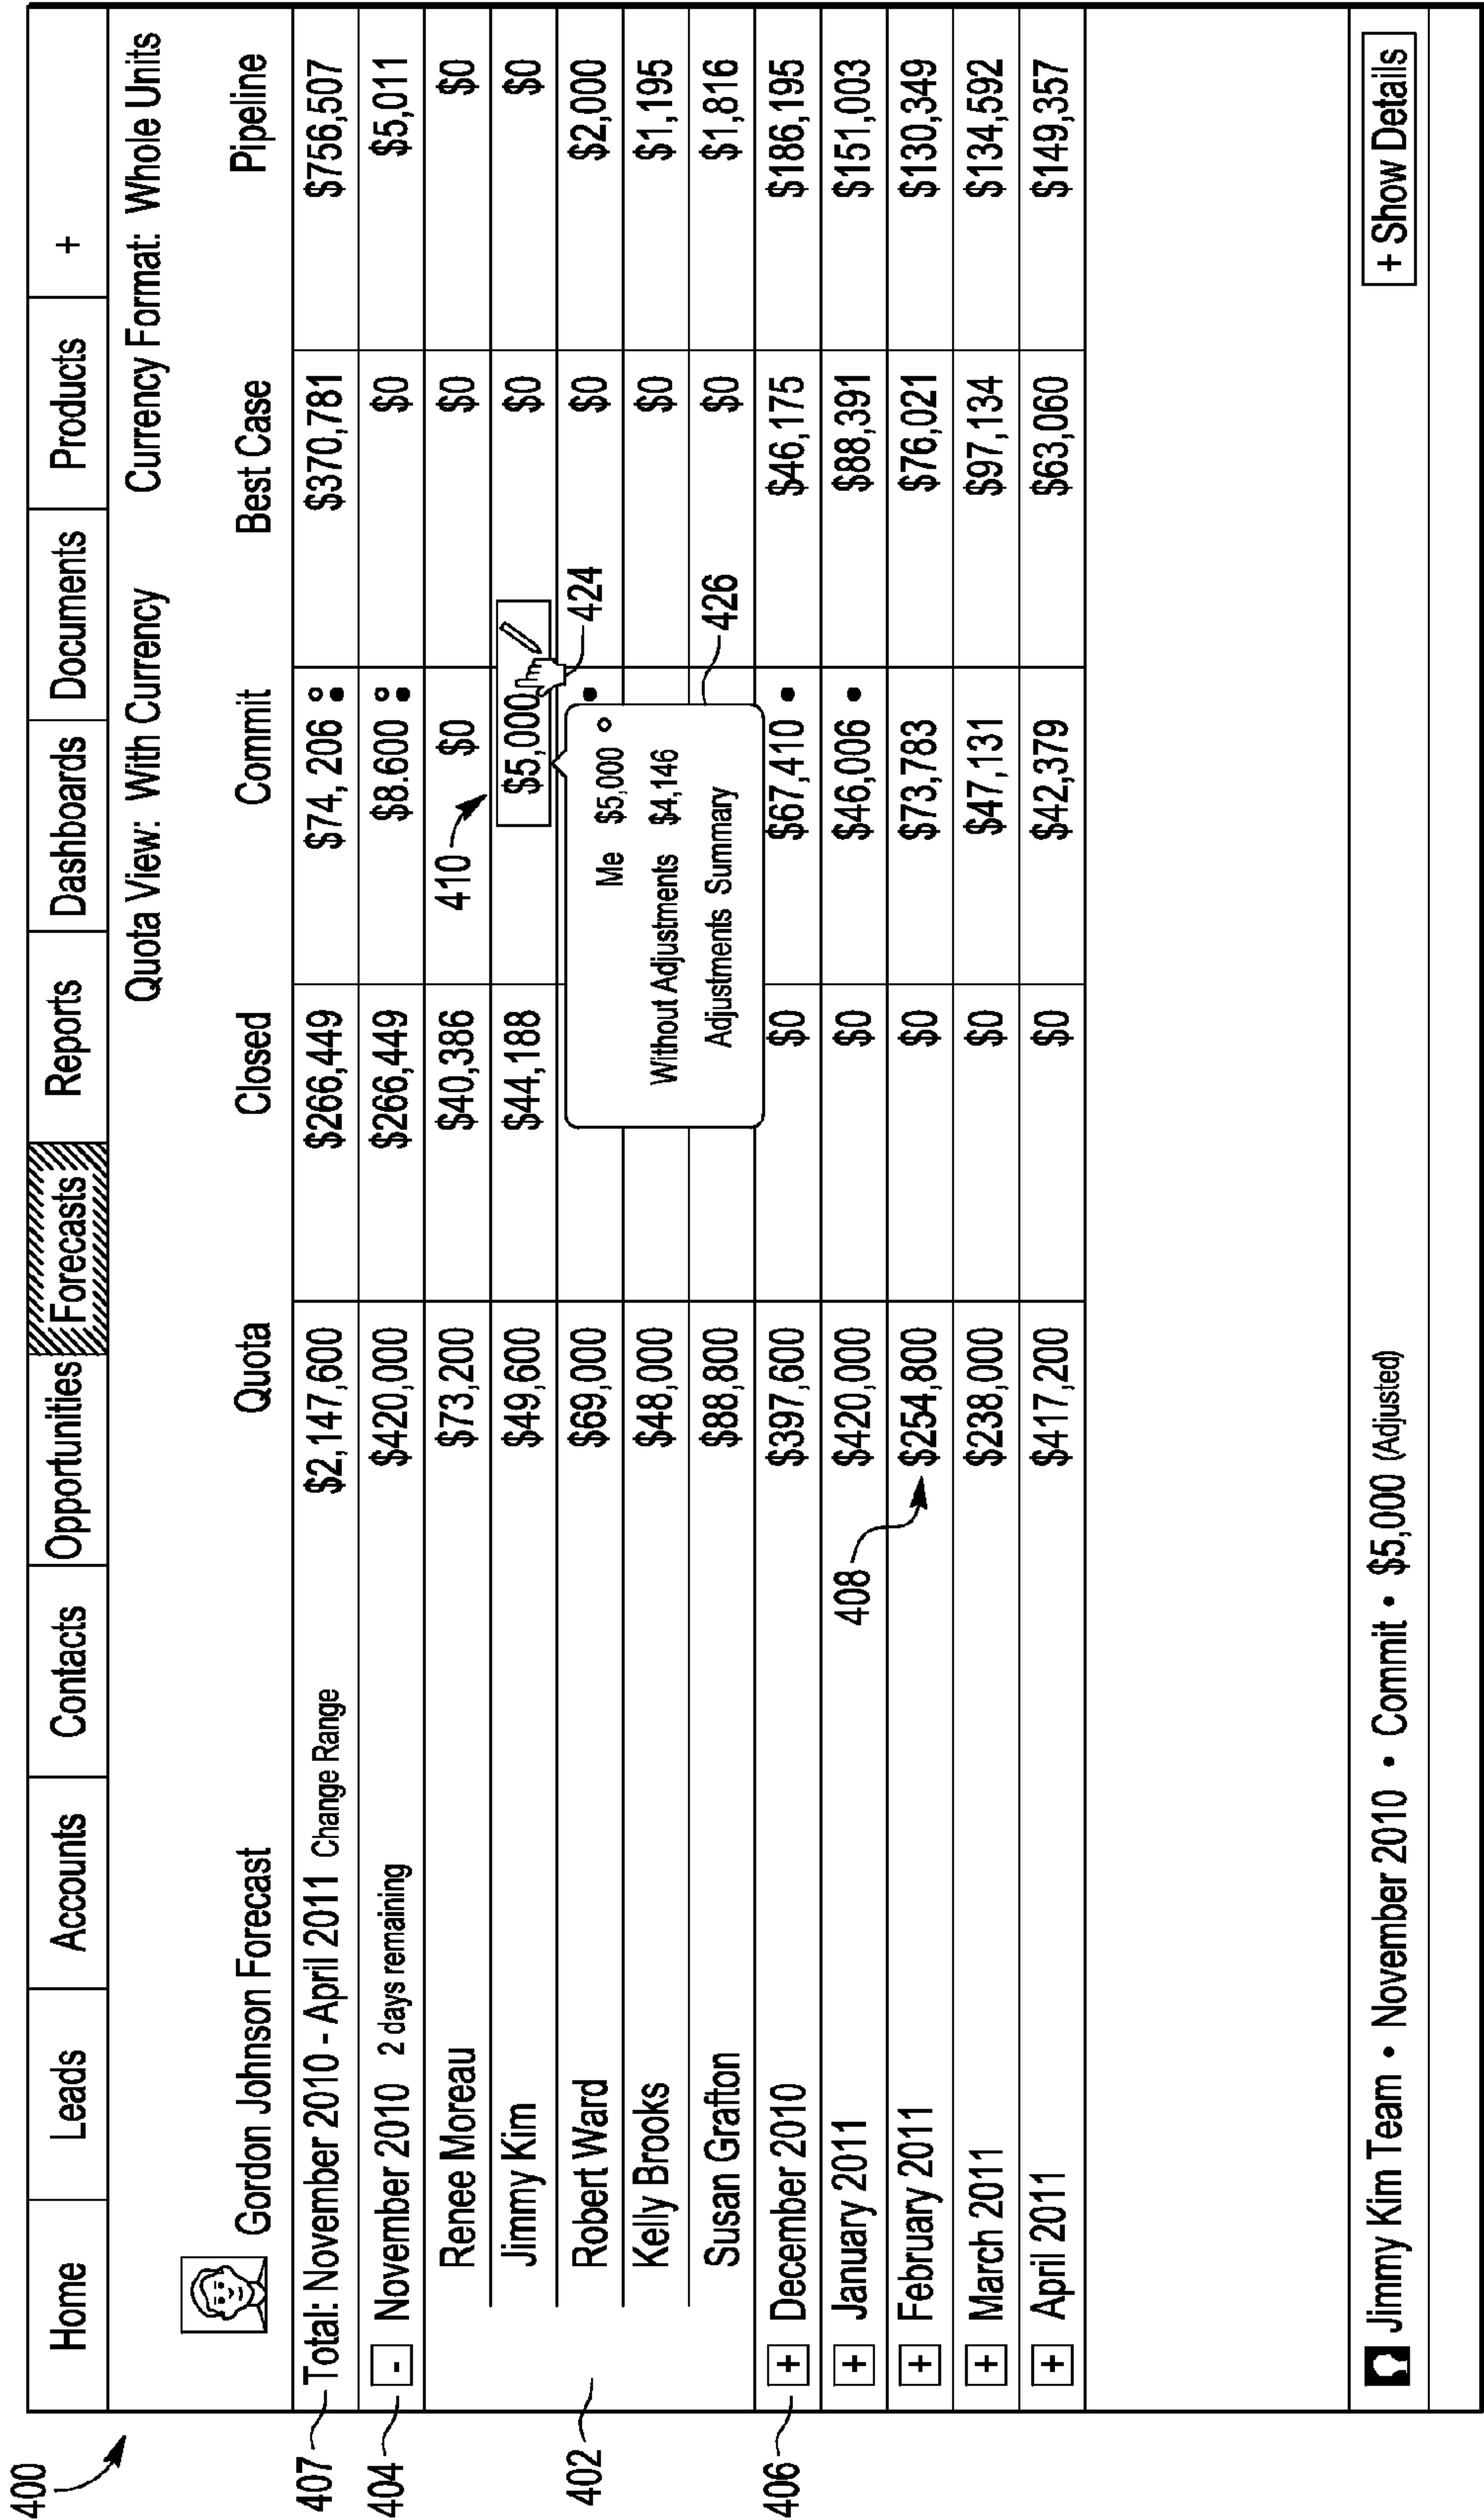 400
Home Leads Accounts Contacts Opportunities Forecasts Reports Dashboards Documents Products +
Quota View: With Currency Currency Format: Whole Units
Gordon Johnson Forecast Quota Closed Commit Best Case Pipeline
407 Total: November 2010 - April 2011 Change Range $2,147,600 $266,449 $74,206 $370,781 $756,507
404 - November 2010 2 days remaining $420,000 $266,449 $8.600 $0 $5,011
Renee Moreau $73,200 $40,386 410 $0 $0 $0
Jimmy Kim $49,600 $44,188 $5,000 $0 $0
402 Robert Ward $69,000 424 $0 $2,000
Me $5,000
Kelly Brooks $48,000 $0 $1,195
Without Adjustments $4,146
Susan Grafton $88,800 426 $0 $1,816
Adjustments Summary
406 + December 2010 $397,600 $0 $67,410 $46,175 $186,195
+ January 2011 408 $420,000 $0 $46,006 $88,391 $151,003
+ February 2011 $254,800 $0 $73,783 $76,021 $130,349
+ March 2011 $238,000 $0 $47,131 $97,134 $134,592
+ April 2011 $417,200 $0 $42,379 $63,060 $149,357
Jimmy Kim Team • November 2010 • Commit • $5,000 (Adjusted) + Show Details